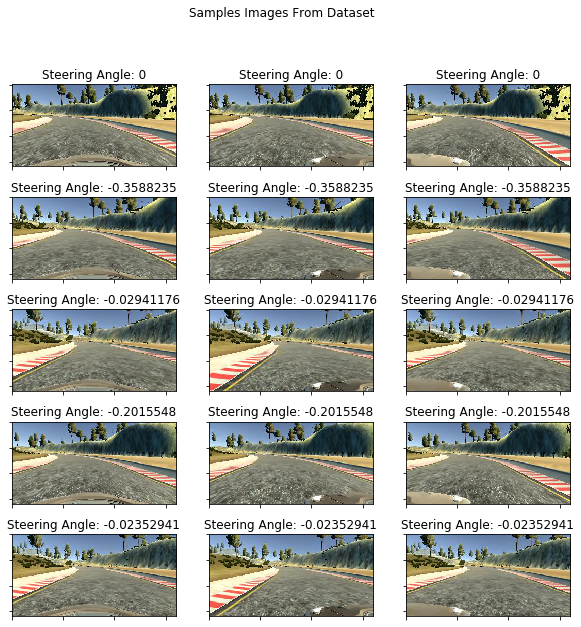 Samples Images From Dataset
Steering Angle: 0 Steering Angle: 0 Steering Angle: 0
Steering Angle: -0.3588235 Steering Angle: -0.3588235 Steering Angle: -0.3588235
Steering Angle: -0.02941176 Steering Angle: -0.02941176 Steering Angle: -0.02941176
Steering Angle: -0.2015548 Steering Angle: -0.2015548 Steering Angle: -0.2015548
Steering Angle: -0.02352941 Steering Angle: -0.02352941 Steering Angle: -0.02352941